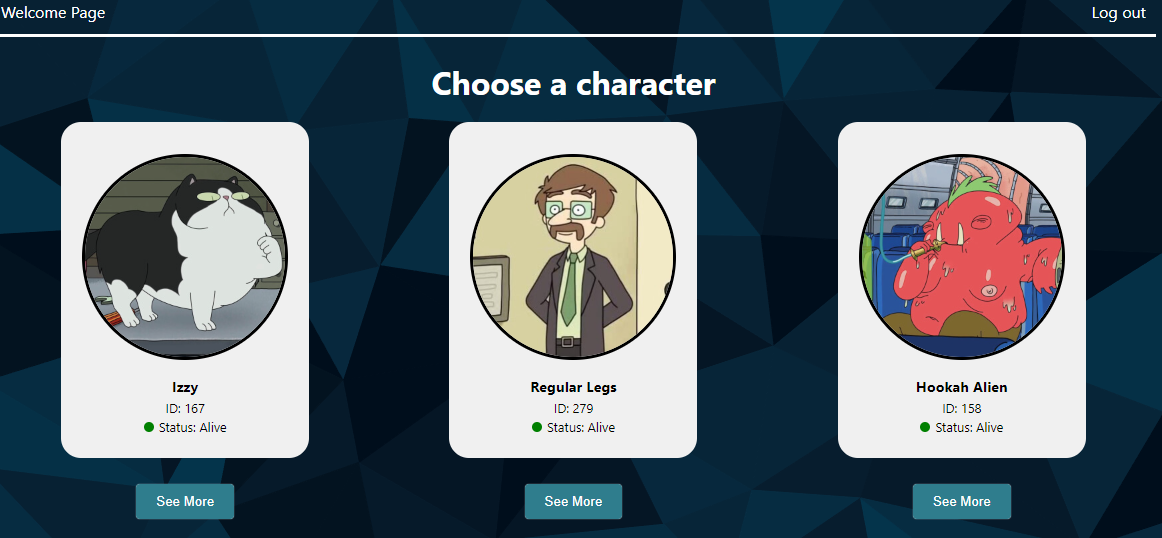 Welcome Page
Log out
Choose a character
Izzy
ID: 167
Status: Alive
See More
Regular Legs
ID: 279
Status: Alive
See More
Hookah Alien
ID: 158
Status: Alive
See More